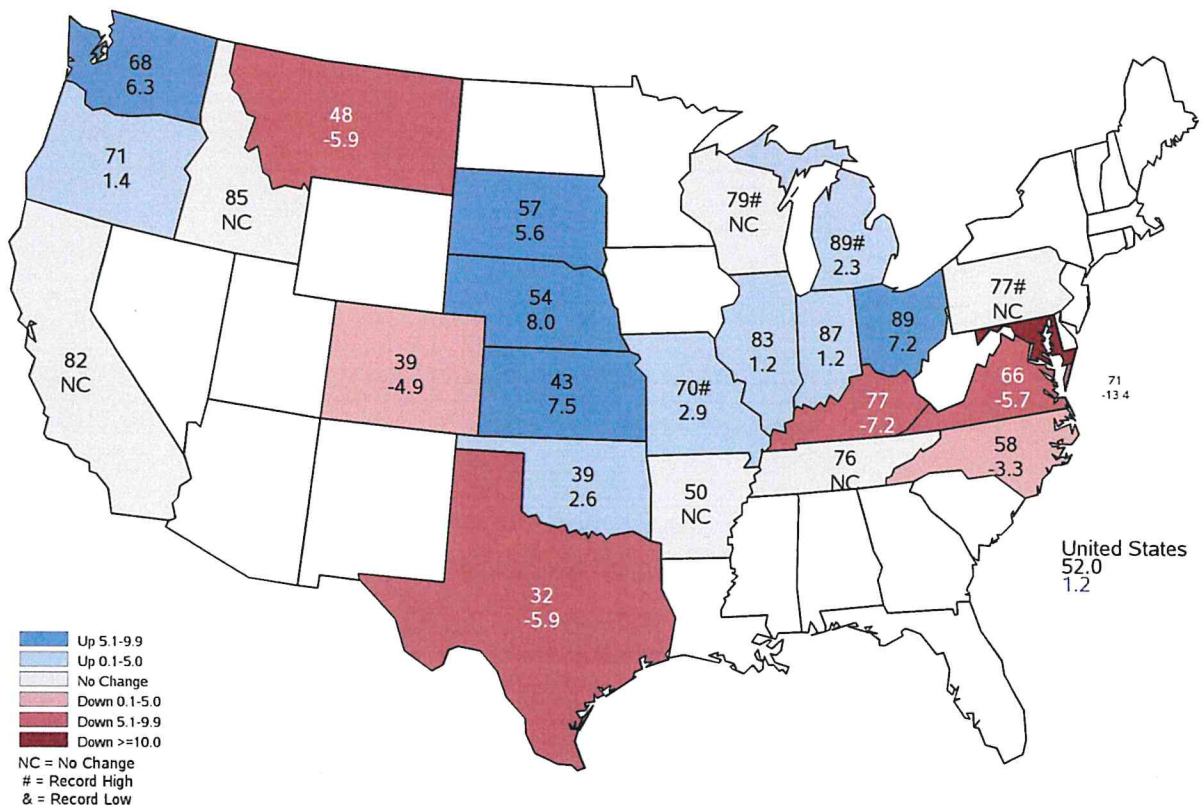 68
6.3
48
-5.9
71
1.4
85
NC
57
5.6
79#
NC
89#
2.3
54
8.0
77#
NC
82
NC
39
-4.9
43
7.5
70#
2.9
83
1.2
87
1.2
89
7.2
77
-7.2
66
-5.7
71
-13.4
39
2.6
50
NC
76
NC
58
-3.3
32
-5.9
United States
52.0
1.2
Up 5.1-9.9
Up 0.1-5.0
No Change
Down 0.1-5.0
Down 5.1-9.9
Down >=10.0
NC = No Change
# = Record High
& = Record Low